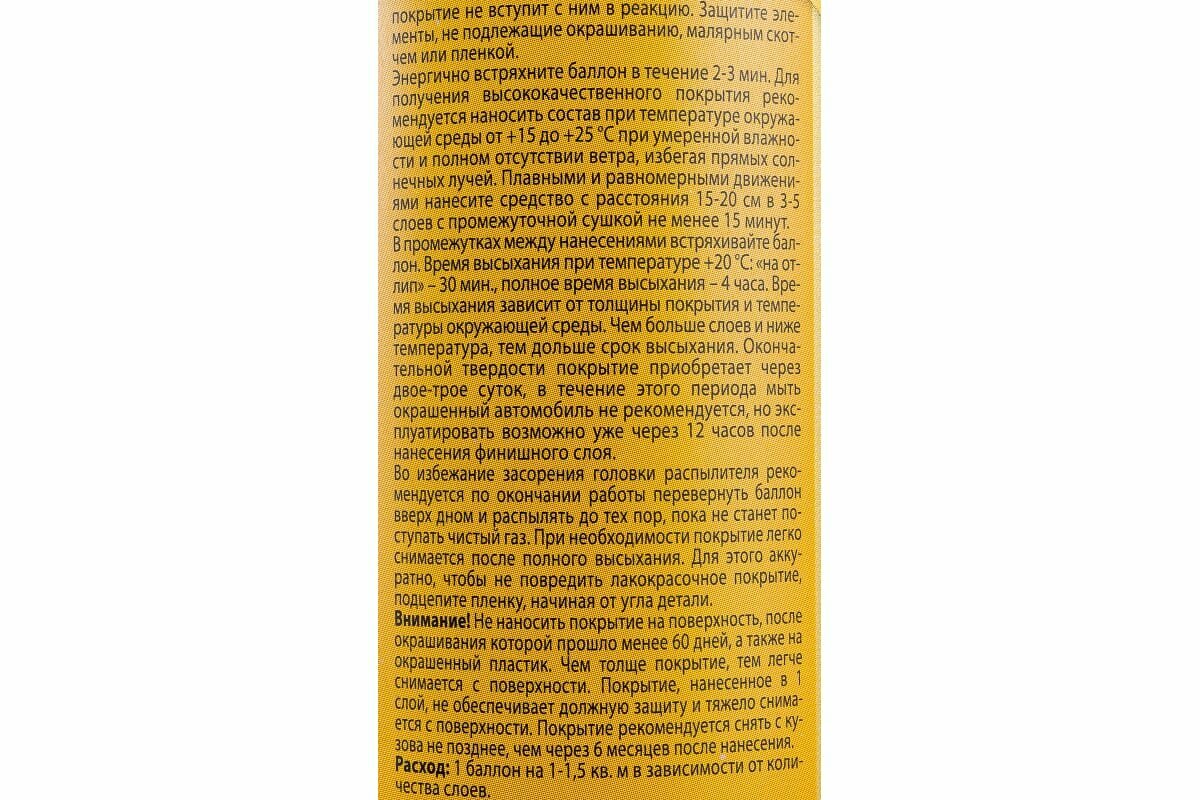 покрытие не вступит с ним в реакцию. Защитите эле-
менты, не подлежащие окрашиванию, малярным скот-
чем или пленкой.
Энергично встряхните баллон в течение 2-3 мин. Для
получения высококачественного покрытия реко-
мендуется наносить состав при температуре окружа-
ющей среды от +15 до +25 °С при умеренной влажно-
сти и полном отсутствии ветра, избегая прямых сол-
нечных лучей. Плавными и равномерными движени-
ями нанесите средство с расстояния 15-20 см в 3-5
слоев с промежуточной сушкой не менее 15 минут.
В промежутках между нанесениями встряхивайте бал-
лон. Время высыхания при температуре +20 °С: «на от-
лип» – 30 мин., полное время высыхания – 4 часа. Вре-
мя высыхания зависит от толщины покрытия и темпе-
ратуры окружающей среды. Чем больше слоев и ниже
температура, тем дольше срок высыхания. Оконча-
тельной твердости покрытие приобретает через
двое-трое суток, в течение этого периода мыть
окрашенный автомобиль не рекомендуется, но экс-
плуатировать возможно уже через 12 часов после
нанесения финишного слоя.
Во избежание засорения головки распылителя реко-
мендуется по окончании работы перевернуть баллон
вверх дном и распылять до тех пор, пока не станет по-
ступать чистый газ. При необходимости покрытие легко
снимается после полного высыхания. Для этого акку-
ратно, чтобы не повредить лакокрасочное покрытие,
подцепите пленку, начиная от угла детали.
Внимание! Не наносить покрытие на поверхность, после
окрашивания которой прошло менее 60 дней, а также на
окрашенный пластик. Чем толще покрытие, тем легче
снимается с поверхности. Покрытие, нанесенное в 1
слой, не обеспечивает должную защиту и тяжело снима-
ется с поверхности. Покрытие рекомендуется снять с ку-
зова не позднее, чем через 6 месяцев после нанесения.
Расход: 1 баллон на 1-1,5 кв. м в зависимости от коли-
чества слоев.